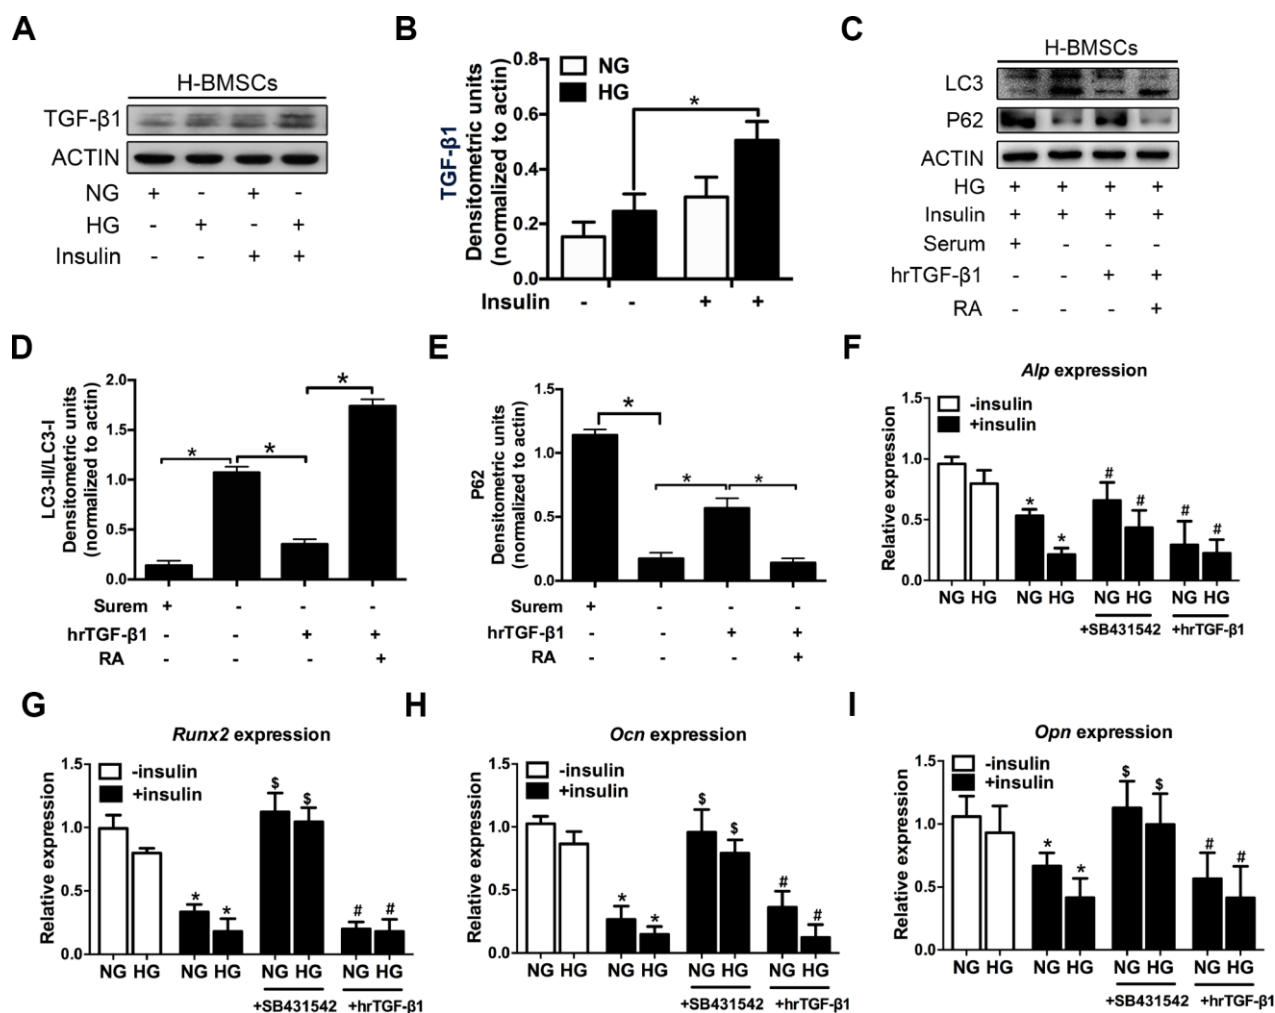 A
H-BMSCs
TGF-β1
ACTIN
NG + - + -
HG - + - +
Insulin - - + +
B
TGF-β1
Densitometric units
(normalized to actin)
0.8
0.6
0.4
0.2
0.0
NG
HG
*
Insulin - - + +
C
H-BMSCs
LC3
P62
ACTIN
HG + + + +
Insulin + + + +
Serum + - - -
hrTGF-β1 - - + +
RA - - - +
D
LC3-II/LC3-I
Densitometric units
(normalized to actin)
2.0
1.5
1.0
0.5
0.0
* * *
Surem + - - -
hrTGF-β1 - - + +
RA - - - +
E
P62
Densitometric units
(normalized to actin)
1.5
1.0
0.5
0.0
* * *
Surem + - - -
hrTGF-β1 - - + +
RA - - - +
F
Alp expression
Relative expression
1.5
1.0
0.5
0.0
-insulin
+insulin
* * # # # #
NG HG NG HG NG HG NG HG
+SB431542 +hrTGF-β1
G
Runx2 expression
Relative expression
1.5
1.0
0.5
0.0
-insulin
+insulin
* * $ $ # #
NG HG NG HG NG HG NG HG
+SB431542 +hrTGF-β1
H
Ocn expression
Relative expression
1.5
1.0
0.5
0.0
-insulin
+insulin
* * $ $ # #
NG HG NG HG NG HG NG HG
+SB431542 +hrTGF-β1
I
Opn expression
Relative expression
1.5
1.0
0.5
0.0
-insulin
+insulin
* * $ $ # #
NG HG NG HG NG HG NG HG
+SB431542 +hrTGF-β1